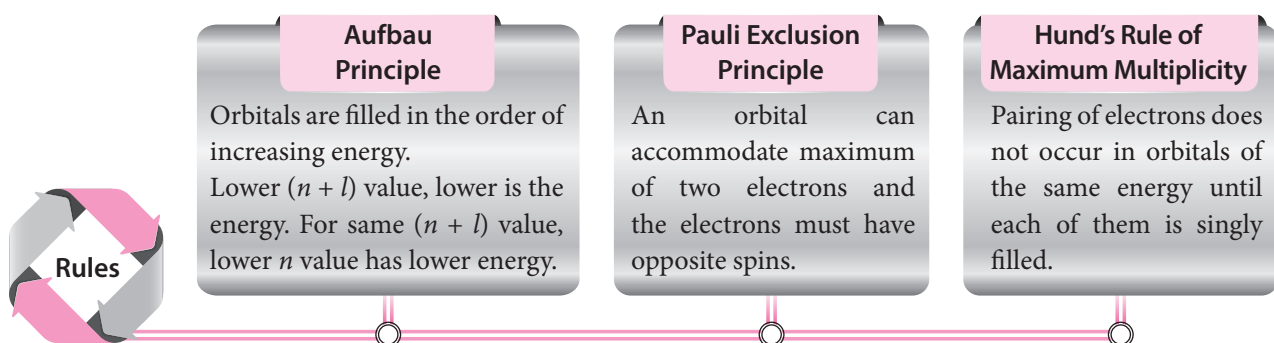 Rules
Aufbau
Principle
Orbitals are filled in the order of
increasing energy.
Lower (n + l) value, lower is the
energy. For same (n + l) value,
lower n value has lower energy.
Pauli Exclusion
Principle
An orbital can
accommodate maximum
of two electrons and
the electrons must have
opposite spins.
Hund’s Rule of
Maximum Multiplicity
Pairing of electrons does
not occur in orbitals of
the same energy until
each of them is singly
filled.